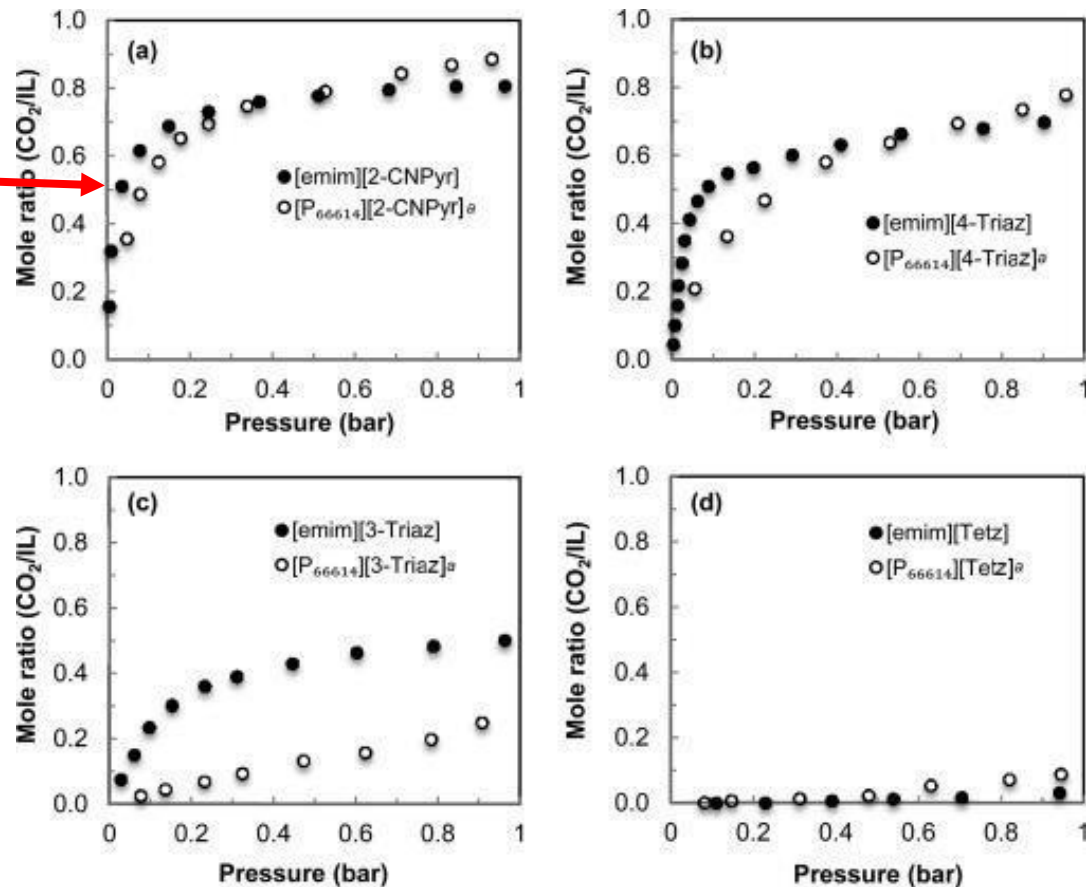 (a)
Mole ratio (CO₂/IL)
1.0
0.8
0.6
0.4
0.2
0.0
● [emim][2-CNPyr]
○ [P₆₆₆₁₄][2-CNPyr]ᵃ
0 0.2 0.4 0.6 0.8 1
Pressure (bar)
(b)
Mole ratio (CO₂/IL)
1.0
0.8
0.6
0.4
0.2
0.0
● [emim][4-Triaz]
○ [P₆₆₆₁₄][4-Triaz]ᵃ
0 0.2 0.4 0.6 0.8 1
Pressure (bar)
(c)
Mole ratio (CO₂/IL)
1.0
0.8
0.6
0.4
0.2
0.0
● [emim][3-Triaz]
○ [P₆₆₆₁₄][3-Triaz]ᵃ
0 0.2 0.4 0.6 0.8 1
Pressure (bar)
(d)
Mole ratio (CO₂/IL)
1.0
0.8
0.6
0.4
0.2
0.0
● [emim][Tetz]
○ [P₆₆₆₁₄][Tetz]ᵃ
0 0.2 0.4 0.6 0.8 1
Pressure (bar)